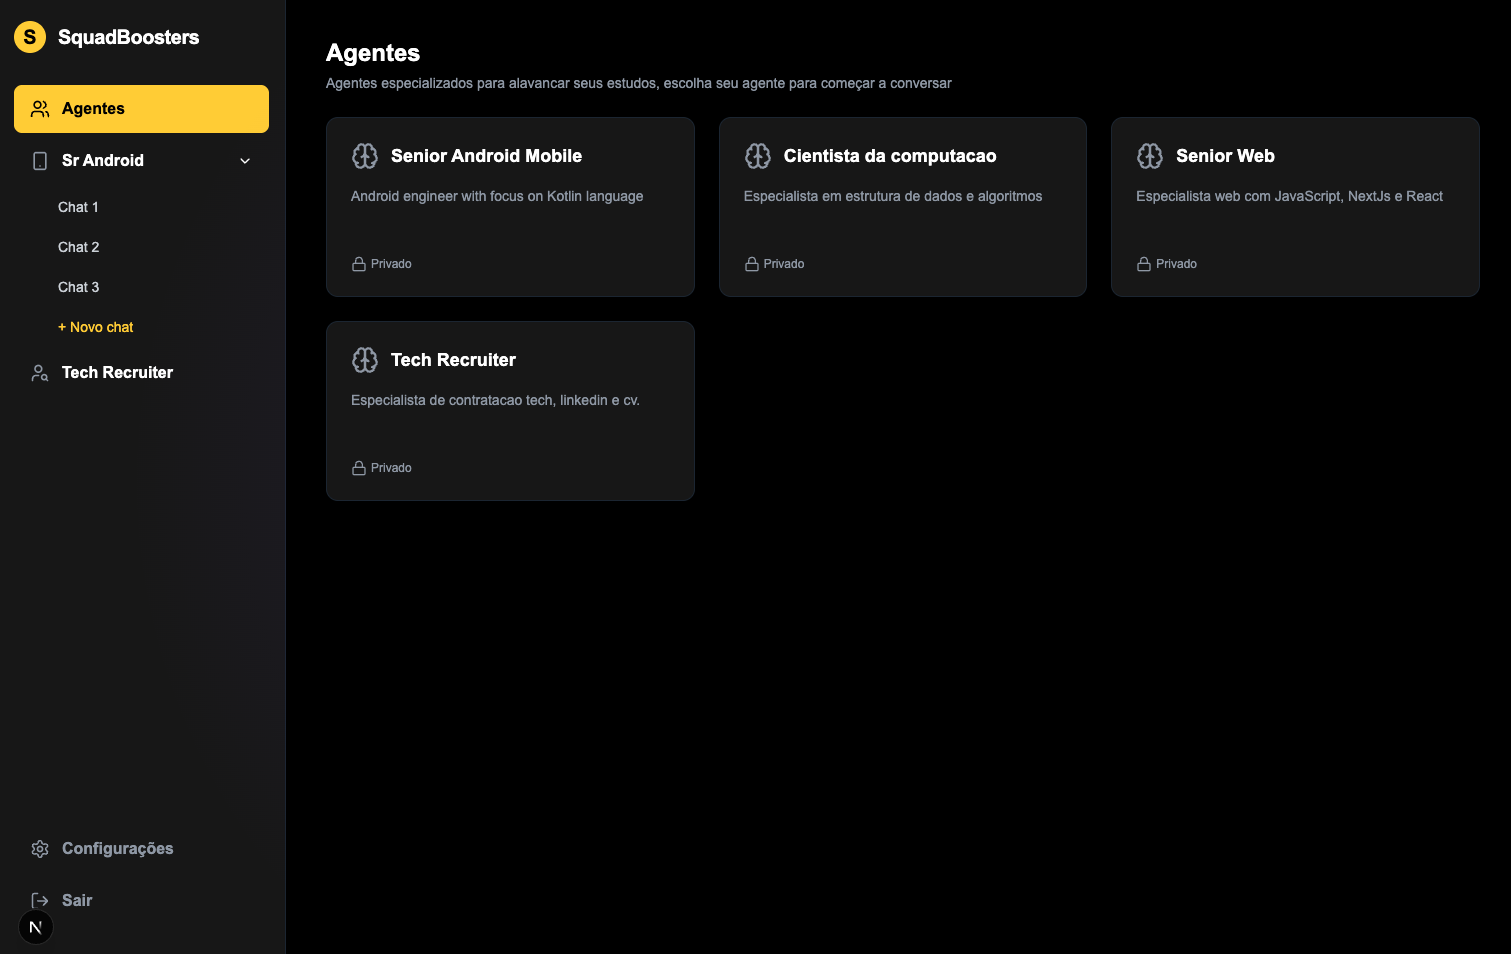 S SquadBoosters
Agentes
Sr Android
Chat 1
Chat 2
Chat 3
+ Novo chat
Tech Recruiter
Configurações
Sair
N
Agentes
Agentes especializados para alavancar seus estudos, escolha seu agente para começar a conversar
Senior Android Mobile
Android engineer with focus on Kotlin language
Privado
Cientista da computacao
Especialista em estrutura de dados e algoritmos
Privado
Senior Web
Especialista web com JavaScript, NextJs e React
Privado
Tech Recruiter
Especialista de contratacao tech, linkedin e cv.
Privado